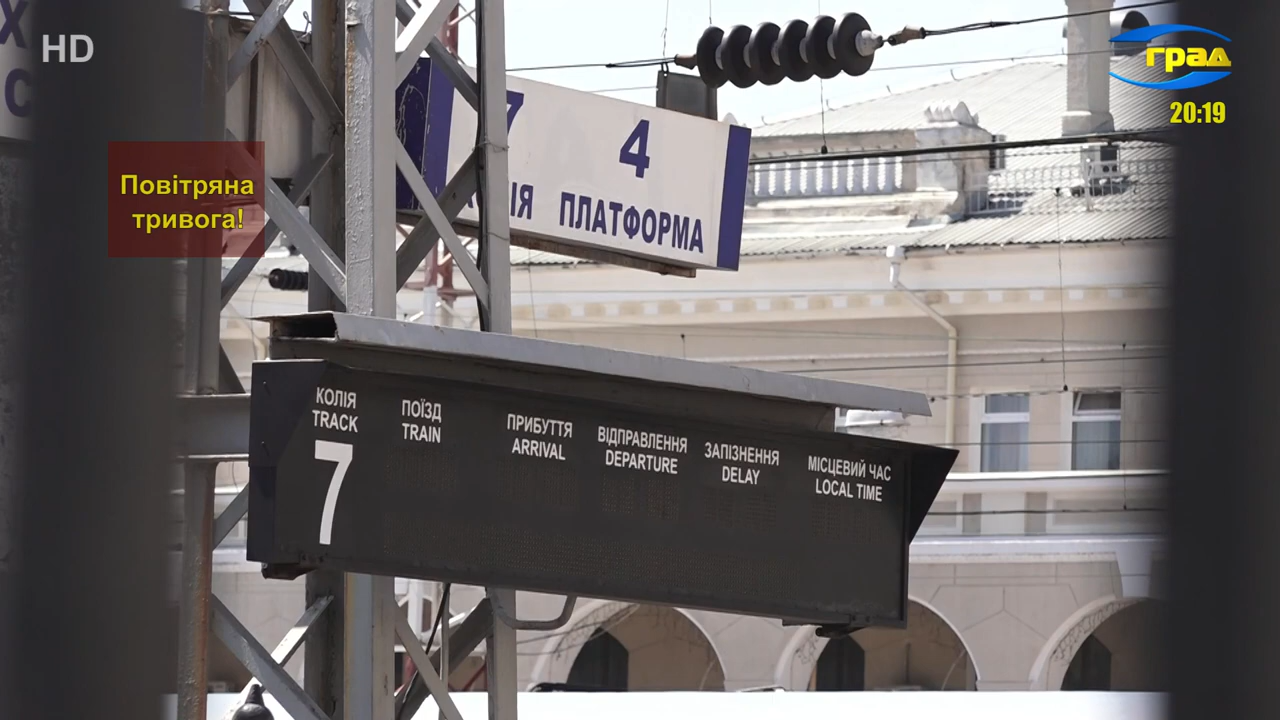 HD
град
20:19
Повітряна
тривога!
7 4
ПЛАТФОРМА
КОЛІЯ ПОЇЗД ПРИБУТТЯ ВІДПРАВЛЕННЯ ЗАПІЗНЕННЯ МІСЦЕВИЙ ЧАС
TRACK TRAIN ARRIVAL DEPARTURE DELAY LOCAL TIME
7